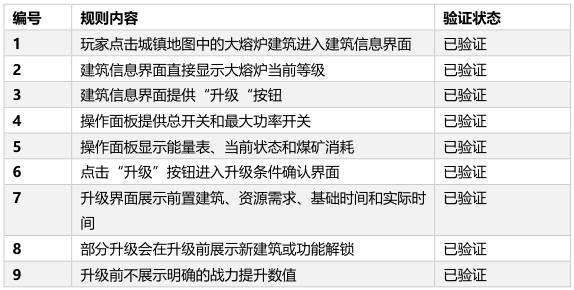 编号 规则内容 验证状态
1 玩家点击城镇地图中的大熔炉建筑进入建筑信息界面 已验证
2 建筑信息界面直接显示大熔炉当前等级 已验证
3 建筑信息界面提供“升级“按钮 已验证
4 操作面板提供总开关和最大功率开关 已验证
5 操作面板显示能量表、当前状态和煤矿消耗 已验证
6 点击“升级”按钮进入升级条件确认界面 已验证
7 升级界面展示前置建筑、资源需求、基础时间和实际时 已验证
间
8 部分升级会在升级前展示新建筑或功能解锁 已验证
9 升级前不展示明确的战力提升数值 已验证